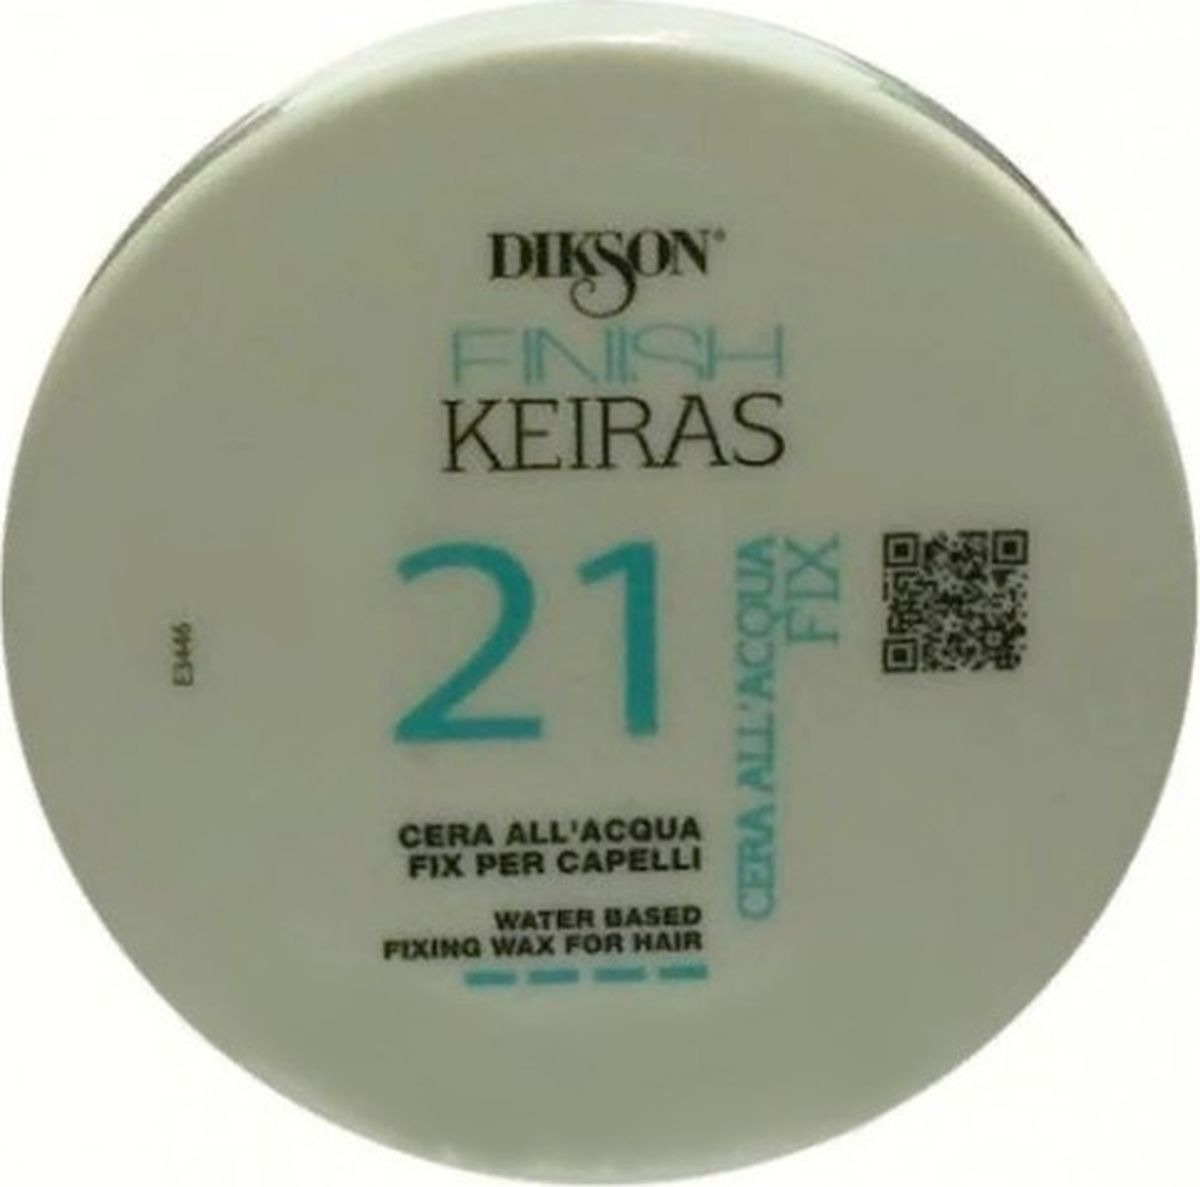 DIKSON®
FINISH
KEIRAS
21
CERA ALL'ACQUA
FIX
E3446
CERA ALL'ACQUA
FIX PER CAPELLI
WATER BASED
FIXING WAX FOR HAIR